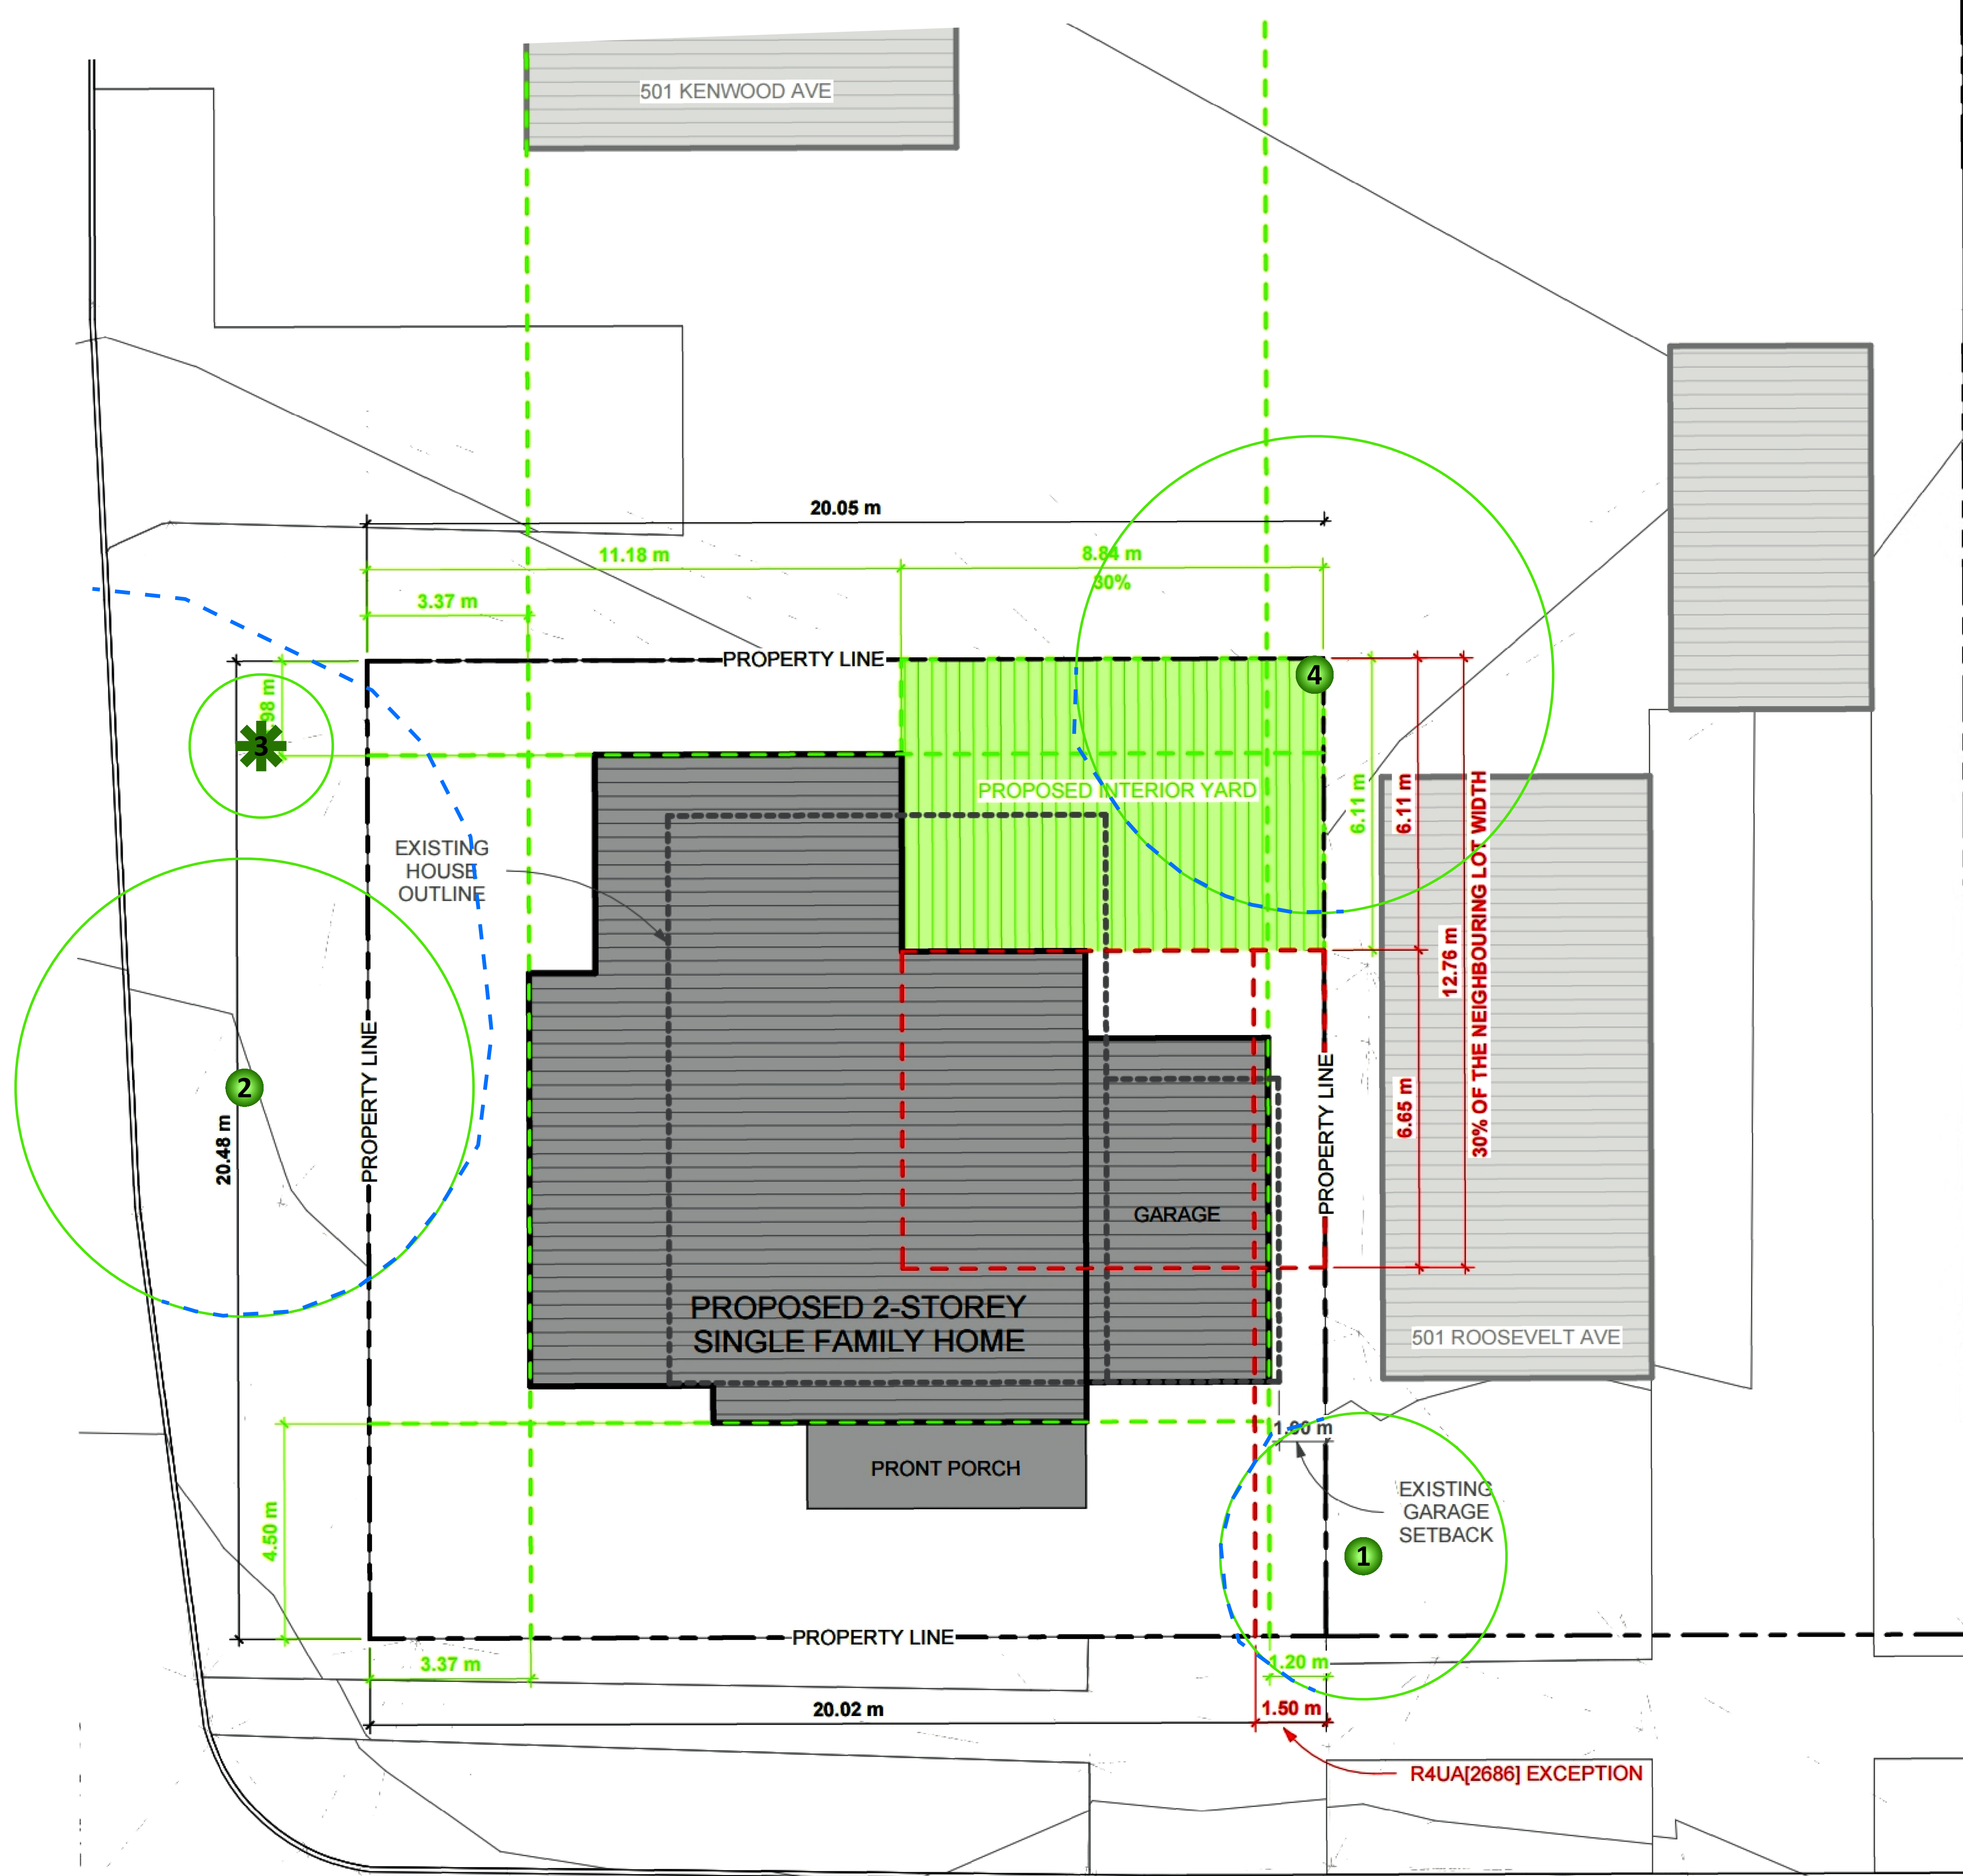 501 KENWOOD AVE
20.05 m
11.18 m
8.84 m
30%
3.37 m
PROPERTY LINE
4
98 m
3
PROPOSED INTERIOR YARD
6.11 m
6.11 m
EXISTING
HOUSE
OUTLINE
12.76 m
30% OF THE NEIGHBOURING LOT WIDTH
2
PROPERTY LINE
20.48 m
6.65 m
PROPERTY LINE
GARAGE
PROPOSED 2-STOREY
SINGLE FAMILY HOME
501 ROOSEVELT AVE
1.90 m
PRONT PORCH
EXISTING
GARAGE
SETBACK
4.50 m
1
PROPERTY LINE
3.37 m
1.20 m
20.02 m
1.50 m
R4UA[2686] EXCEPTION